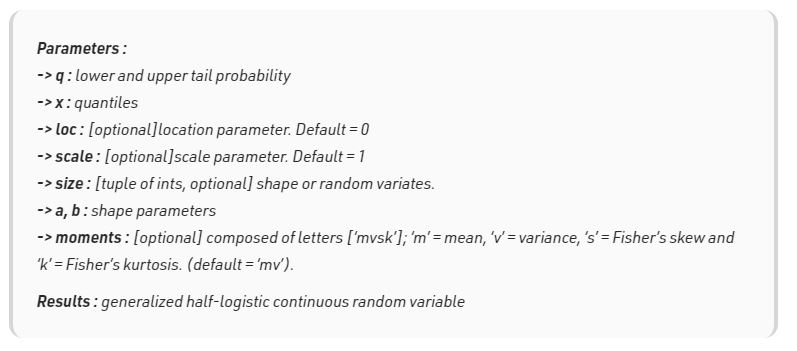 Parameters :
-> q : lower and upper tail probability
-> x : quantiles
-> loc : [optional]location parameter. Default = 0
-> scale : [optional]scale parameter. Default = 1
-> size : [tuple of ints, optional] shape or random variates.
-> a, b : shape parameters
-> moments : [optional] composed of letters [‘mvsk’]; ‘m’ = mean, ‘v’ = variance, ‘s’ = Fisher’s skew and
‘k’ = Fisher’s kurtosis. (default = ‘mv’).
Results : generalized half-logistic continuous random variable